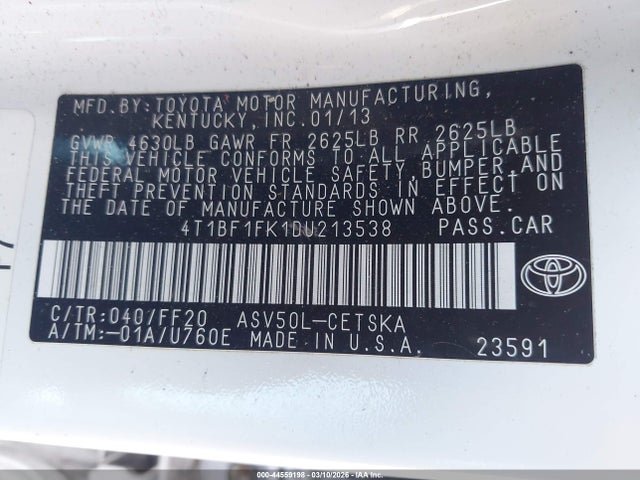 MFD.BY:TOYOTA MOTOR MANUFACTURING,
KENTUCKY,INC.01/13
GVWR 4630LB GAWR FR 2625LB RR 2625LB
THIS VEHICLE CONFORMS TO ALL APPLICABLE
FEDERAL MOTOR VEHICLE SAFETY,BUMPER,AND
THEFT PREVENTION STANDARDS IN EFFECT ON
THE DATE OF MANUFACTURE SHOWN ABOVE.
4T1BF1FK1DU213538 PASS.CAR
C/TR:040/FF20 ASV50L-CETSKA
A/TM:-01A/U760E MADE IN U.S.A.
23591
TOYOTA
000-44559198 - 03/10/2026 - IAA Inc.